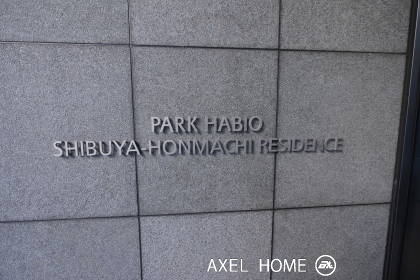 PARK HABIO
SHIBUYA-HONMACHI RESIDENCE
AXEL HOME